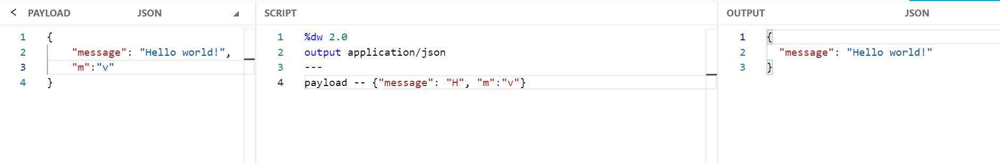 < PAYLOAD JSON
1 {
2 "message": "Hello world!",
3 "m":"v"
4 }
SCRIPT
1 %dw 2.0
2 output application/json
3 ---
4 payload -- {"message": "H", "m":"v"}
OUTPUT JSON
1 {
2 "message": "Hello world!"
3 }